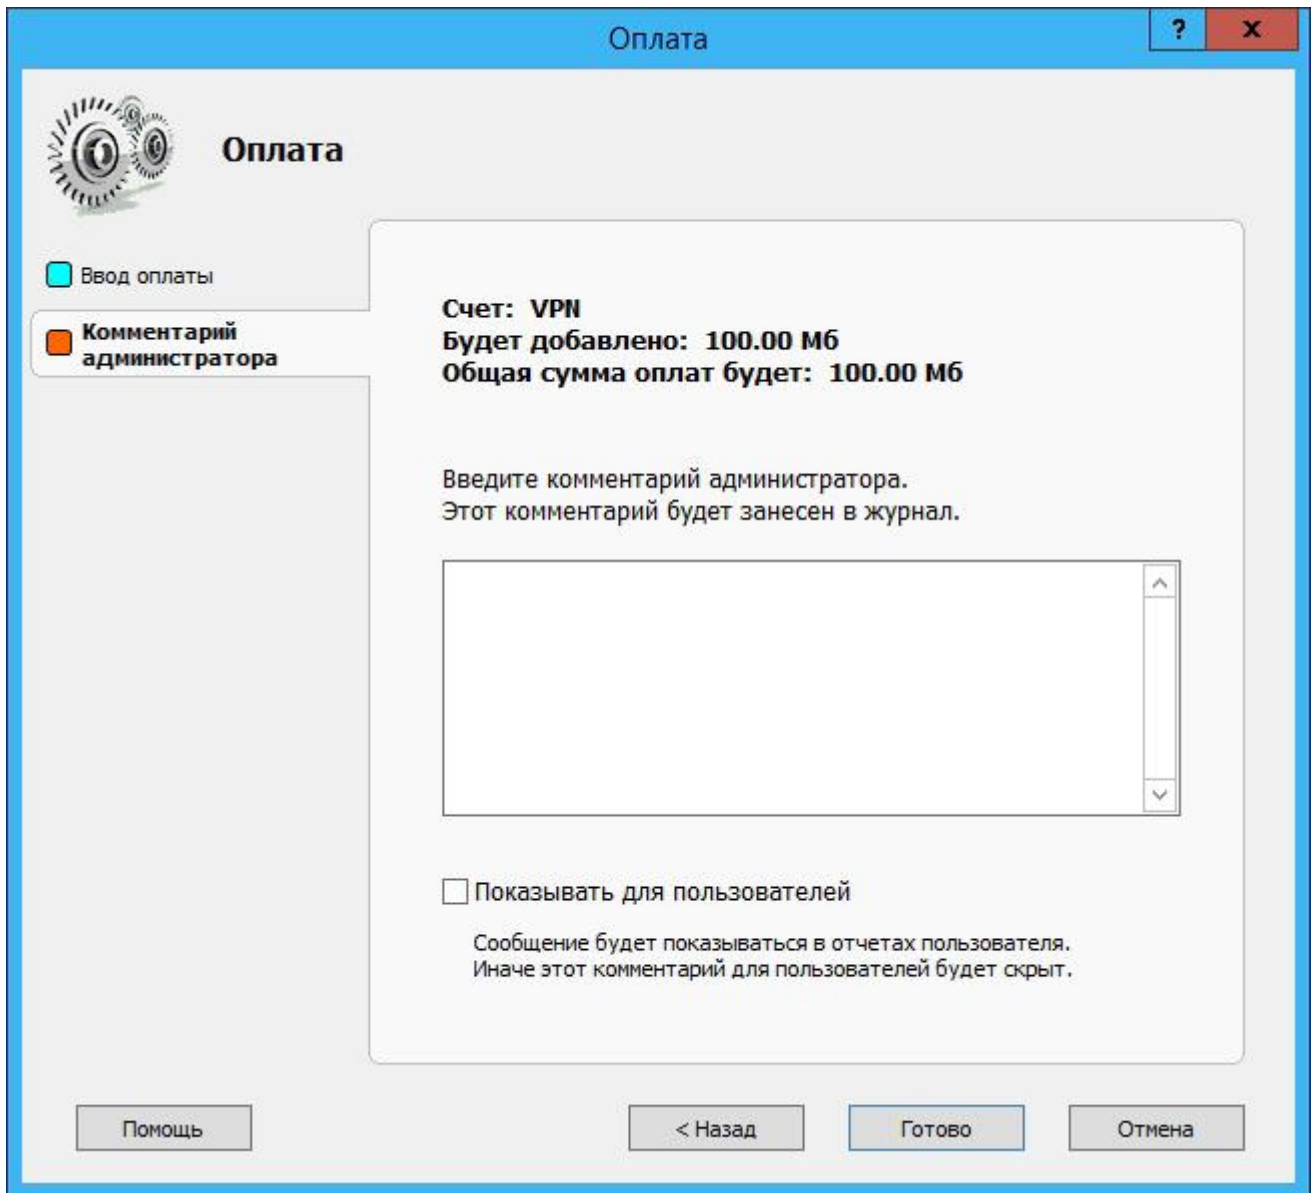 Оплата
?
x
Оплата
Ввод оплаты
Комментарий
администратора
Счет: VPN
Будет добавлено: 100.00 Мб
Общая сумма оплат будет: 100.00 Мб
Введите комментарий администратора.
Этот комментарий будет занесен в журнал.
Показывать для пользователей
Сообщение будет показываться в отчетах пользователя.
Иначе этот комментарий для пользователей будет скрыт.
Помощь
< Назад
Готово
Отмена